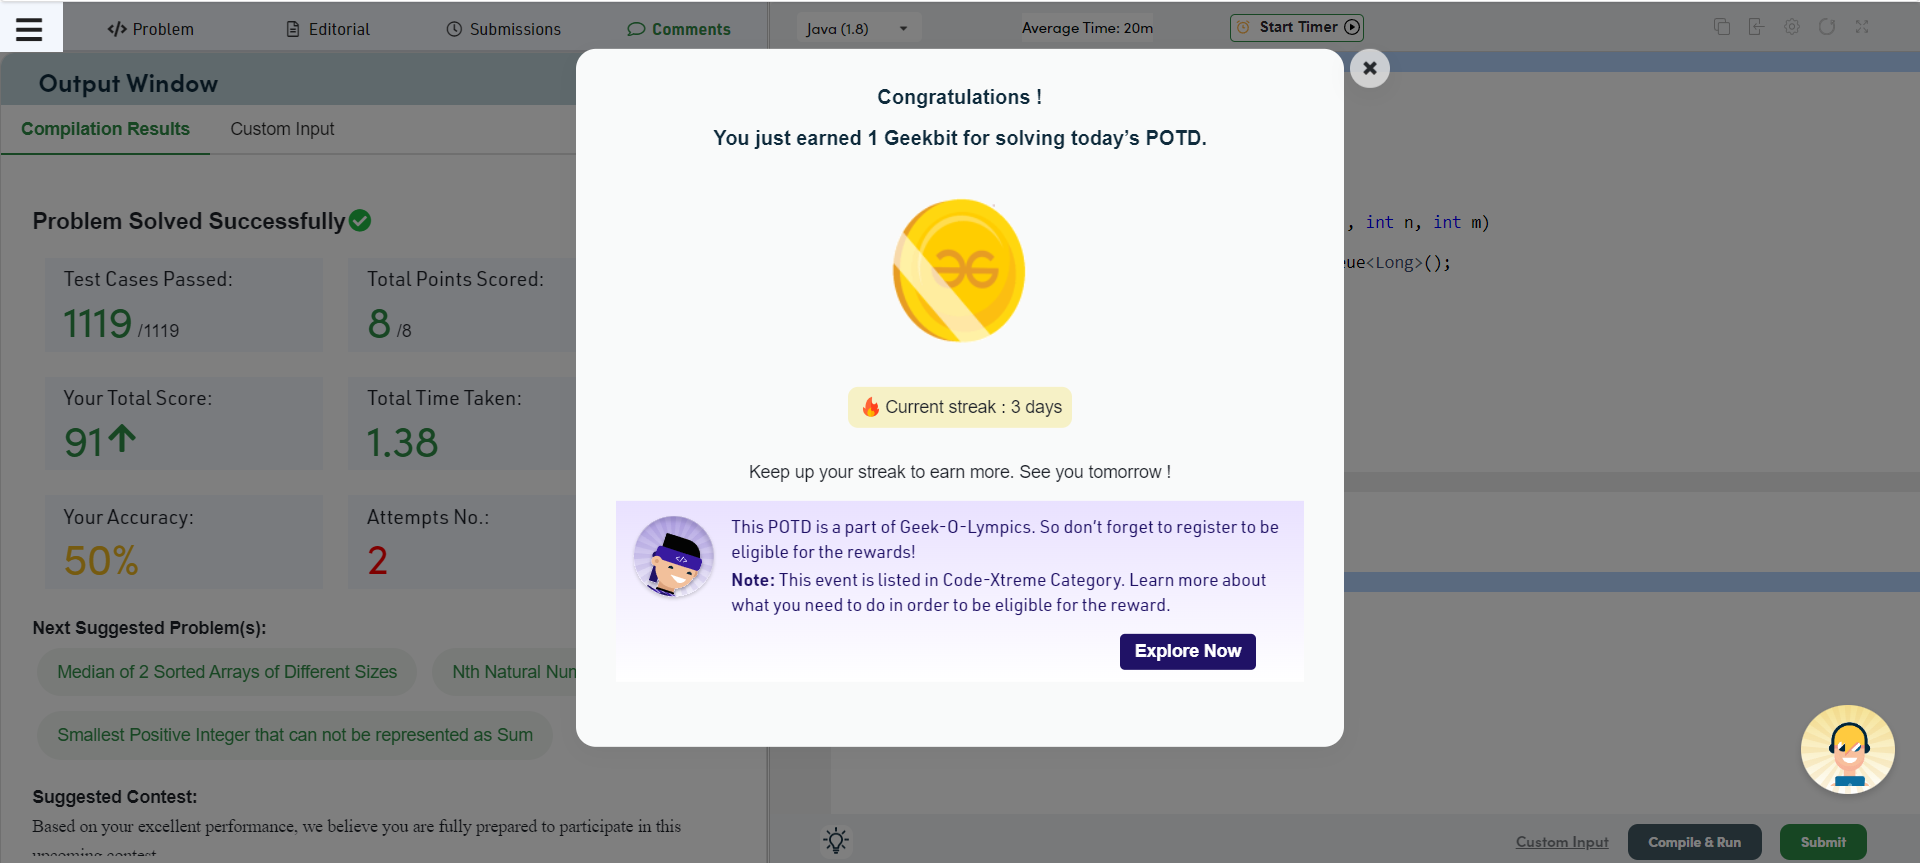 Problem
Editorial
Submissions
Comments
Java (1.8)
Average Time: 20m
Start Timer
Output Window
Compilation Results
Custom Input
Problem Solved Successfully
Test Cases Passed:
1119 /1119
Total Points Scored:
8 /8
Your Total Score:
91
Total Time Taken:
1.38
Your Accuracy:
50%
Attempts No.:
2
Next Suggested Problem(s):
Median of 2 Sorted Arrays of Different Sizes
Nth Natural
Smallest Positive Integer that can not be represented as Sum
Suggested Contest:
Based on your excellent performance, we believe you are fully prepared to participate in this
upcoming contest
Congratulations !
You just earned 1 Geekbit for solving today’s POTD.
Current streak : 3 days
Keep up your streak to earn more. See you tomorrow !
This POTD is a part of Geek-O-Lympics. So don’t forget to register to be
eligible for the rewards!
Note: This event is listed in Code-Xtreme Category. Learn more about
what you need to do in order to be eligible for the reward.
Explore Now
, int n, int m)
ue<Long>();
Custom Input
Compile & Run
Submit